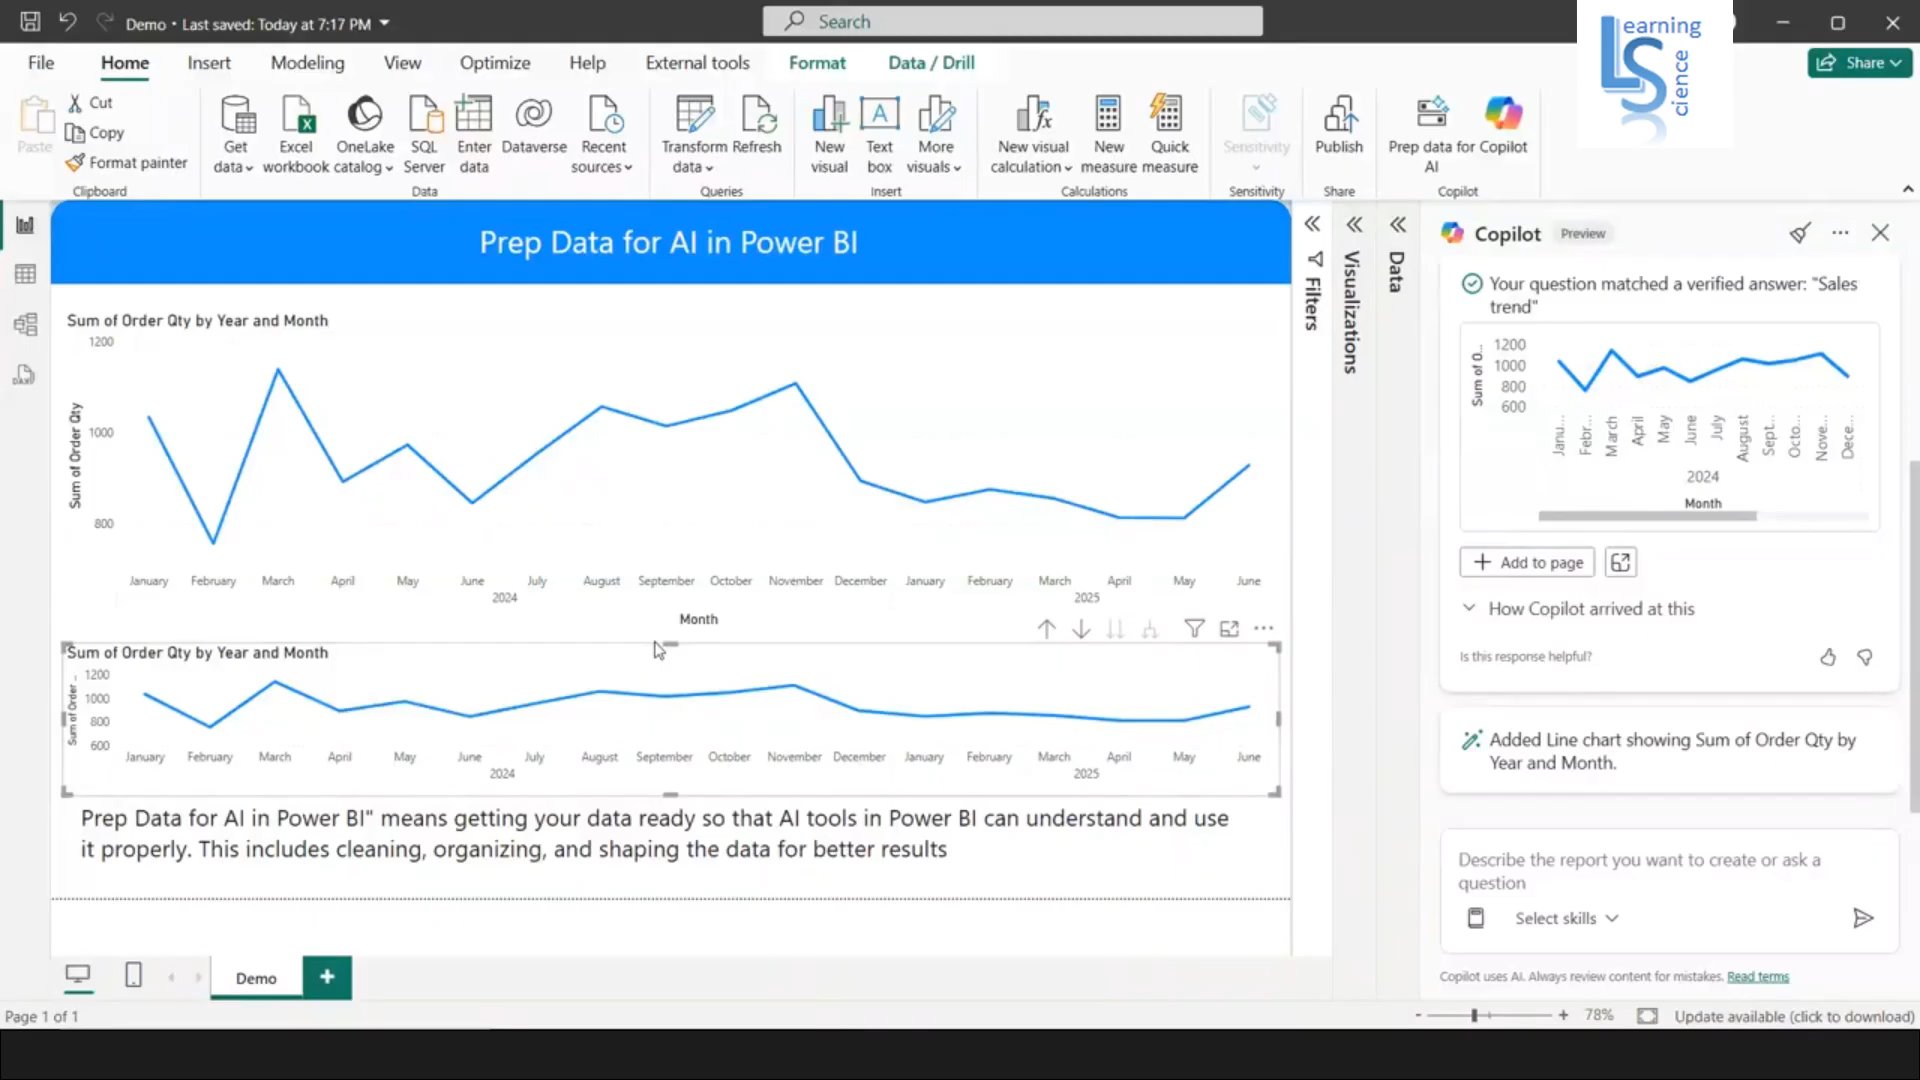 Demo • Last saved: Today at 7:17 PM
Search
File Home Insert Modeling View Optimize Help External tools Format Data / Drill
Share
Learning Science
Paste
Cut
Copy
Format painter
Clipboard
Get data
Excel workbook
OneLake catalog
SQL Server
Enter data
Dataverse
Recent sources
Data
Transform data
Refresh
Queries
New visual
Text box
More visuals
Insert
New visual calculation
New measure
Quick measure
Calculations
Sensitivity
Sensitivity
Publish
Share
Prep data for AI
Copilot
Copilot
DAX
Prep Data for AI in Power BI
Sum of Order Qty by Year and Month
Sum of Order Qty
1200
1000
800
January February March April May June July August September October November December January February March April May June
2024 2025
Month
Sum of Order Qty by Year and Month
Sum of Order ...
1200
1000
800
600
January February March April May June July August September October November December January February March April May June
2024 2025
Prep Data for AI in Power BI" means getting your data ready so that AI tools in Power BI can understand and use
it properly. This includes cleaning, organizing, and shaping the data for better results
Filters
Visualizations
Data
Copilot Preview
Your question matched a verified answer: "Sales
trend"
Sum of O...
1200
1000
800
600
Janu... Febr... March April May June July August Sept... Octo... Nove... Dece...
2024
Month
Add to page
How Copilot arrived at this
Is this response helpful?
Added Line chart showing Sum of Order Qty by
Year and Month.
Describe the report you want to create or ask a
question
Select skills
Copilot uses AI. Always review content for mistakes. Read terms
Demo
Page 1 of 1
78%
Update available (click to download)